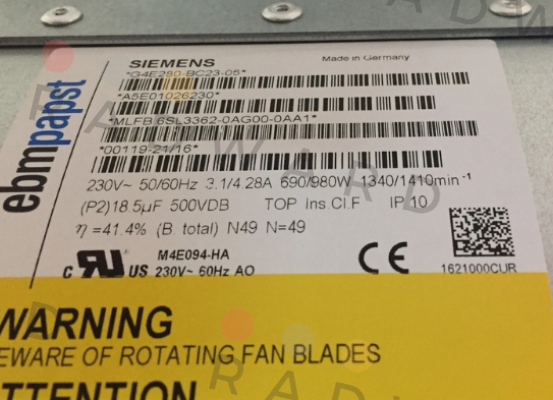 SIEMENS
Made in Germany
*G4E280-BC23-05*
*A5E01026230*
*MLFB 6SL3362-0AG00-0AA1*
*00119-21/16*
ebmpapst
230V~ 50/60Hz 3.1/4.28A 690/980W 1340/1410min⁻¹
(P2) 18.5µF 500VDB TOP Ins Cl.F IP 10
η =41.4% (B. total) N49 N=49
M4E094-HA
c US 230V~ 60Hz AO
CE
1621000CUR
WARNING
EWARE OF ROTATING FAN BLADES
TTENTION